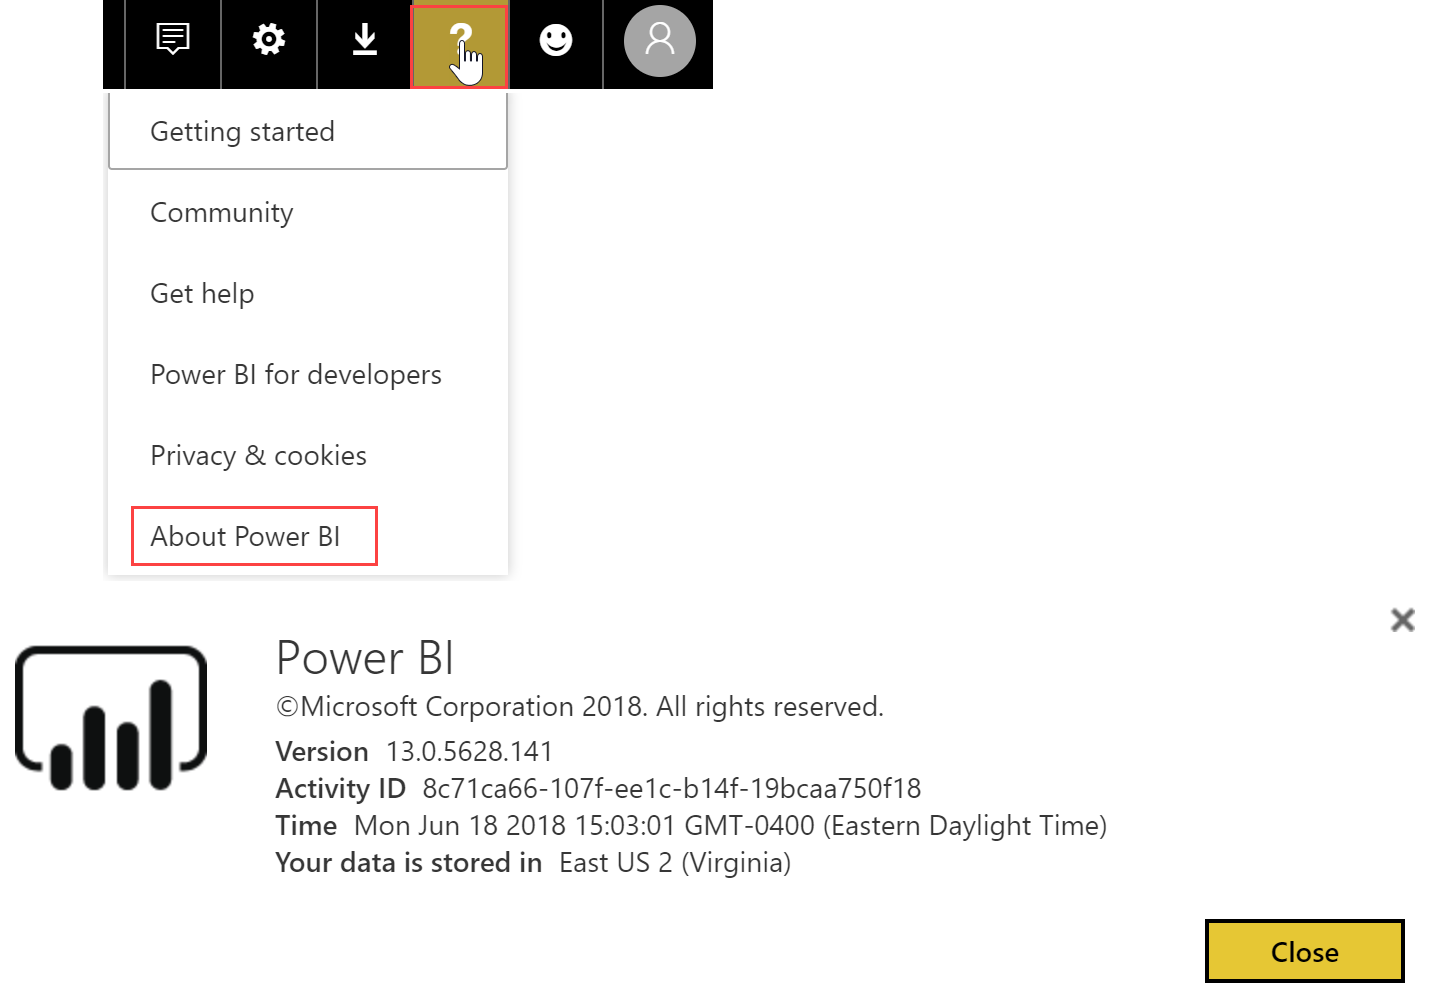 ?
Getting started
Community
Get help
Power BI for developers
Privacy & cookies
About Power BI
Power BI
©Microsoft Corporation 2018. All rights reserved.
Version 13.0.5628.141
Activity ID 8c71ca66-107f-ee1c-b14f-19bcaa750f18
Time Mon Jun 18 2018 15:03:01 GMT-0400 (Eastern Daylight Time)
Your data is stored in East US 2 (Virginia)
Close